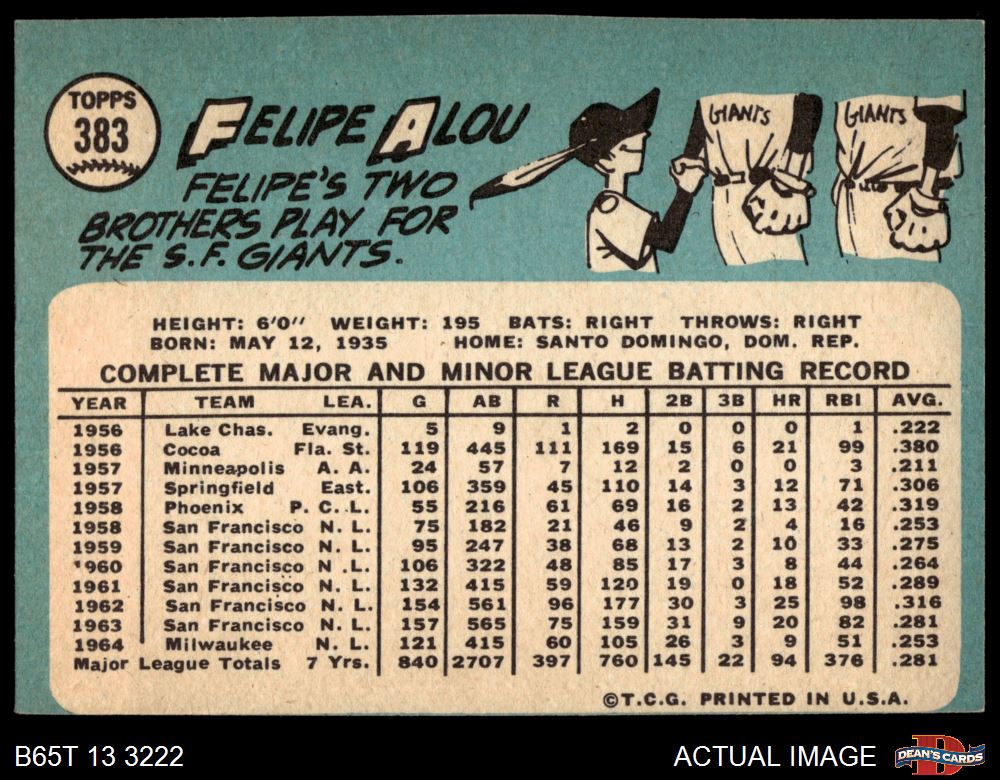 TOPPS
383
FELIPE ALOU
FELIPE'S TWO
BROTHERS PLAY FOR
THE S.F. GIANTS.
GIANTS
GIANTS
HEIGHT: 6'0" WEIGHT: 195 BATS: RIGHT THROWS: RIGHT
BORN: MAY 12, 1935 HOME: SANTO DOMINGO, DOM. REP.
COMPLETE MAJOR AND MINOR LEAGUE BATTING RECORD
YEAR TEAM LEA. G AB R H 2B 3B HR RBI AVG.
1956 Lake Chas. Evang. 5 9 1 2 0 0 0 1 .222
1956 Cocoa Fla. St. 119 445 111 169 15 6 21 99 .380
1957 Minneapolis A. A. 24 57 7 12 2 0 0 3 .211
1957 Springfield East. 106 359 45 110 14 3 12 71 .306
1958 Phoenix P. C. L. 55 216 61 69 16 2 13 42 .319
1958 San Francisco N. L. 75 182 21 46 9 2 4 16 .253
1959 San Francisco N. L. 95 247 38 68 13 2 10 33 .275
1960 San Francisco N. L. 106 322 48 85 17 3 8 44 .264
1961 San Francisco N. L. 132 415 59 120 19 0 18 52 .289
1962 San Francisco N. L. 154 561 96 177 30 3 25 98 .316
1963 San Francisco N. L. 157 565 75 159 31 9 20 82 .281
1964 Milwaukee N. L. 121 415 60 105 26 3 9 51 .253
Major League Totals 7 Yrs. 840 2707 397 760 145 22 94 376 .281
©T.C.G. PRINTED IN U.S.A.
B65T 13 3222 ACTUAL IMAGE
DEAN'S CARDS